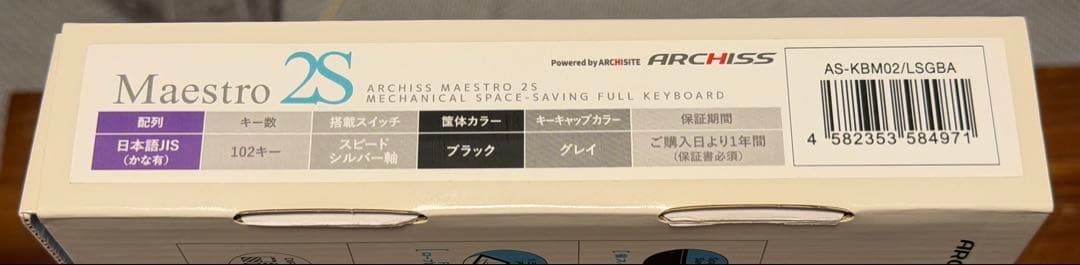 Maestro 2S
ARCHISS MAESTRO 2S
MECHANICAL SPACE-SAVING FULL KEYBOARD
Powered by ARCHISITE ARCHISS
配列 キー数 搭載スイッチ 筐体カラー キーキャップカラー 保証期間
日本語JIS (かな有) 102キー スピード シルバー軸 ブラック グレイ ご購入日より1年間 (保証書必須)
AS-KBM02/LSGBA
4 582353 584971